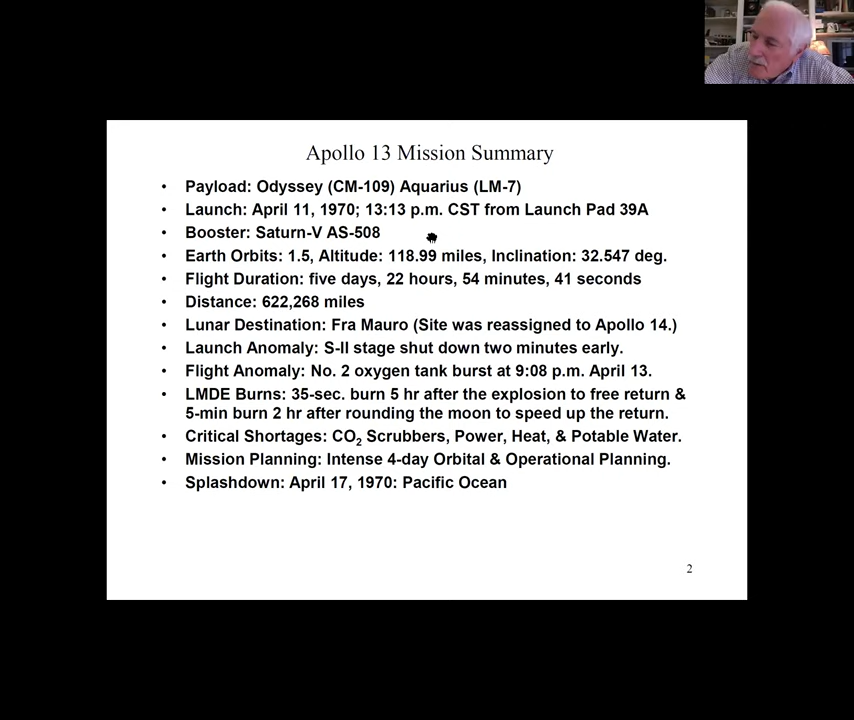 Apollo 13 Mission Summary
• Payload: Odyssey (CM-109) Aquarius (LM-7)
• Launch: April 11, 1970; 13:13 p.m. CST from Launch Pad 39A
• Booster: Saturn-V AS-508
• Earth Orbits: 1.5, Altitude: 118.99 miles, Inclination: 32.547 deg.
• Flight Duration: five days, 22 hours, 54 minutes, 41 seconds
• Distance: 622,268 miles
• Lunar Destination: Fra Mauro (Site was reassigned to Apollo 14.)
• Launch Anomaly: S-II stage shut down two minutes early.
• Flight Anomaly: No. 2 oxygen tank burst at 9:08 p.m. April 13.
• LMDE Burns: 35-sec. burn 5 hr after the explosion to free return &
5-min burn 2 hr after rounding the moon to speed up the return.
• Critical Shortages: CO₂ Scrubbers, Power, Heat, & Potable Water.
• Mission Planning: Intense 4-day Orbital & Operational Planning.
• Splashdown: April 17, 1970: Pacific Ocean
2